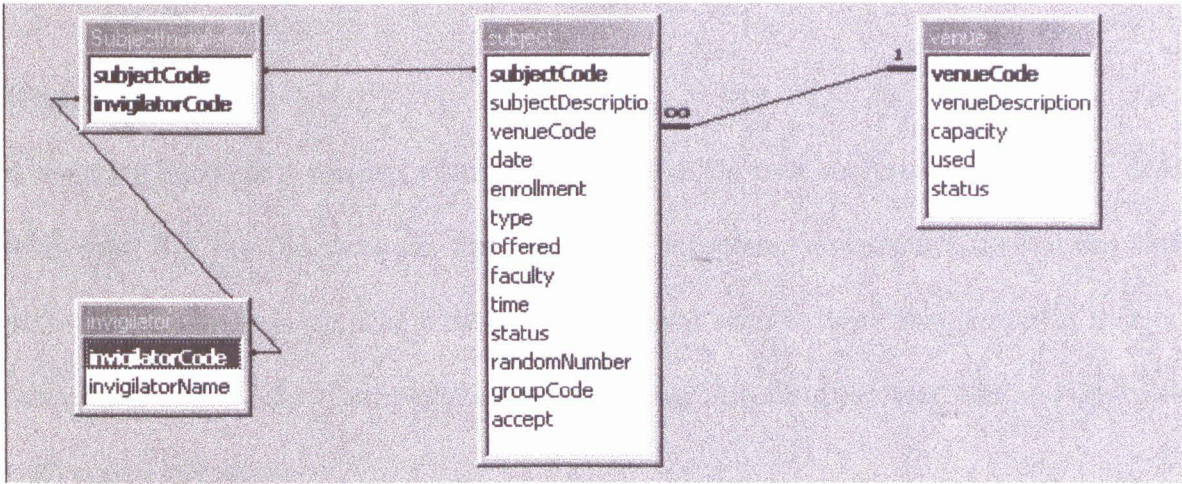 subjectCode
invigilatorCode
invigilator
invigilatorCode
invigilatorName
subject
subjectCode
subjectDescriptio
venueCode
date
enrollment
type
offered
faculty
time
status
randomNumber
groupCode
accept
∞
1
venue
venueCode
venueDescription
capacity
used
status